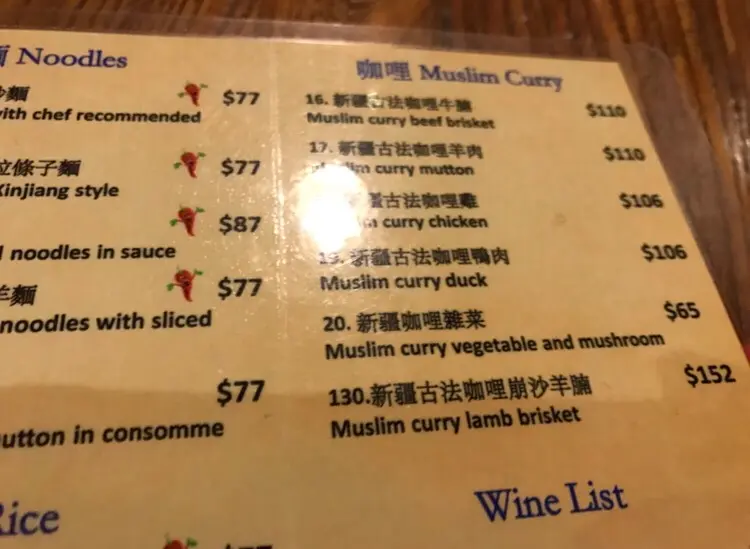 Noodles
麵
with chef recommended
$77
條子麵
Xinjiang style
$77
$87
noodles in sauce
羊麵
$77
noodles with sliced
$77
mutton in consomme
Rice
咖哩 Muslim Curry
16. 新疆古法咖哩牛腩
Muslim curry beef brisket
$110
17. 新疆古法咖哩羊肉
curry mutton
$110
疆古法咖哩雞
curry chicken
$106
新疆古法咖哩鴨肉
Muslim curry duck
$106
20. 新疆咖哩雜菜
Muslim curry vegetable and mushroom
$65
130.新疆古法咖哩崩沙羊腩
Muslim curry lamb brisket
$152
Wine List